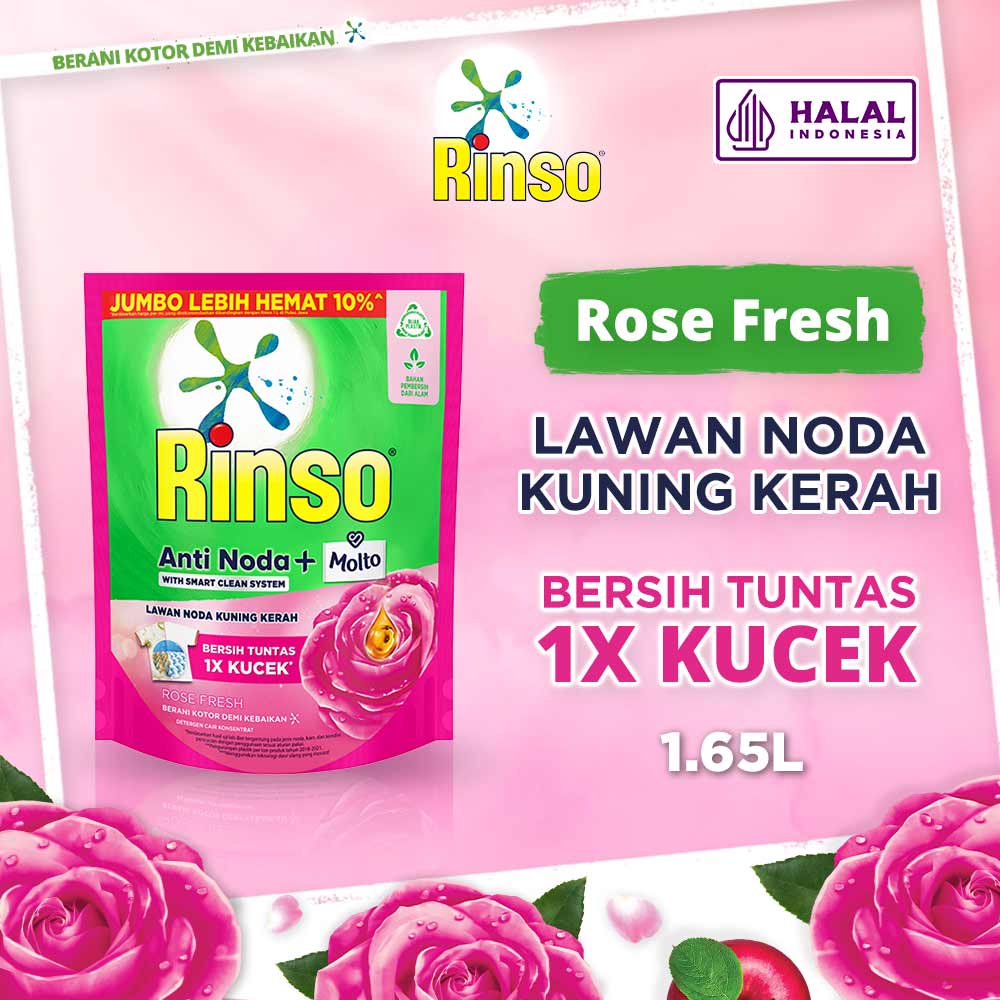 BERANI KOTOR DEMI KEBAIKAN
Rinso
HALAL
INDONESIA
JUMBO LEBIH HEMAT 10%^
BIJAK
PLASTIK
BAHAN
PEMBERSIH
DARI ALAM
Rinso
Anti Noda+
Molto
WITH SMART CLEAN SYSTEM
LAWAN NODA KUNING KERAH
BERSIH TUNTAS
1X KUCEK*
ROSE FRESH
BERANI KOTOR DEMI KEBAIKAN
DETERGEN CAIR KONSENTRAT
Rose Fresh
LAWAN NODA
KUNING KERAH
BERSIH TUNTAS
1X KUCEK
1.65L